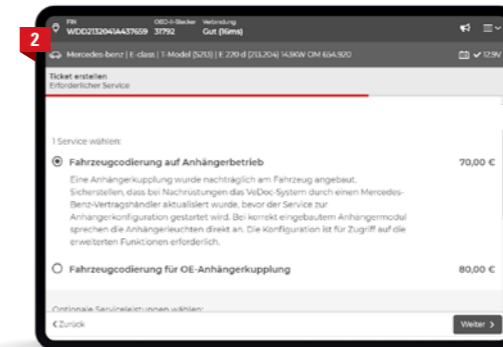 2
FIN
OBD-II-Stecker
Verbindung
WDD2132041A437659
31792
Gut (16ms)
Mercedes-benz | E-class | T-Model (S213) | E 220 d (213.204) 143KW OM 654.920
12.9V
Ticket erstellen
Erforderlicher Service
1 Service wählen:
Fahrzeugcodierung auf Anhängerbetrieb
70,00 €
Eine Anhängerkupplung wurde nachträglich am Fahrzeug angebaut.
Sicherstellen, dass bei Nachrüstungen das VeDoc-System durch einen Mercedes-
Benz-Vertragshändler aktualisiert wurde, bevor der Service zur
Anhängerkonfiguration gestartet wird. Bei korrekt eingebautem Anhängermodul
sprechen die Anhängerleuchten direkt an. Die Konfiguration ist für Zugriff auf die
erweiterten Funktionen erforderlich.
Fahrzeugcodierung für OE-Anhängerkupplung
80,00 €
Optionale Serviceleistungen wählen:
Zurück
Weiter